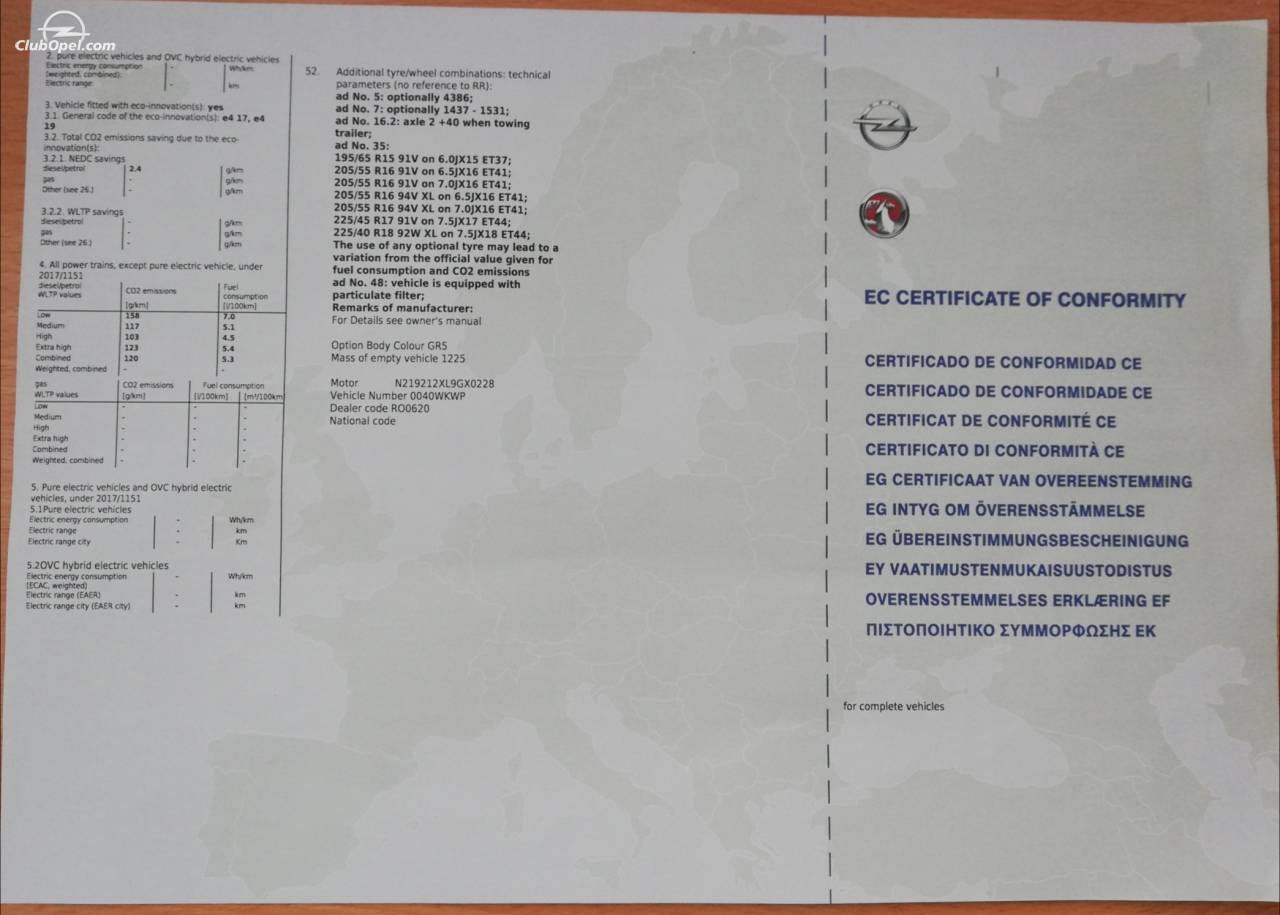 ClubOpel.com
2. pure electric vehicles and OVC hybrid electric vehicles
Electric energy consumption - Wh/km
(weighted, combined):
Electric range: - km
3. Vehicle fitted with eco-innovation(s): yes
3.1. General code of the eco-innovation(s): e4 17, e4
19
3.2. Total CO2 emissions saving due to the eco-
innovation(s):
3.2.1. NEDC savings
diesel/petrol 2.4 g/km
gas - g/km
Other (see 26.) - g/km
3.2.2. WLTP savings
diesel/petrol - g/km
gas - g/km
Other (see 26.) - g/km
4. All power trains, except pure electric vehicle, under
2017/1151
diesel/petrol CO2 emissions Fuel
WLTP values consumption
[g/km] [l/100km]
Low 158 7.0
Medium 117 5.1
High 103 4.5
Extra high 123 5.4
Combined 120 5.3
Weighted, combined - -
gas CO2 emissions Fuel consumption
WLTP values [g/km] [l/100km] [m³/100km]
Low - - -
Medium - - -
High - - -
Extra high - - -
Combined - - -
Weighted, combined - - -
5. Pure electric vehicles and OVC hybrid electric
vehicles, under 2017/1151
5.1Pure electric vehicles
Electric energy consumption - Wh/km
Electric range - km
Electric range city - Km
5.2OVC hybrid electric vehicles
Electric energy consumption - Wh/km
(ECAC, weighted)
Electric range (EAER) - km
Electric range city (EAER city) - km
52. Additional tyre/wheel combinations: technical
parameters (no reference to RR):
ad No. 5: optionally 4386;
ad No. 7: optionally 1437 - 1531;
ad No. 16.2: axle 2 +40 when towing
trailer;
ad No. 35:
195/65 R15 91V on 6.0JX15 ET37;
205/55 R16 91V on 6.5JX16 ET41;
205/55 R16 91V on 7.0JX16 ET41;
205/55 R16 94V XL on 6.5JX16 ET41;
205/55 R16 94V XL on 7.0JX16 ET41;
225/45 R17 91V on 7.5JX17 ET44;
225/40 R18 92W XL on 7.5JX18 ET44;
The use of any optional tyre may lead to a
variation from the official value given for
fuel consumption and CO2 emissions
ad No. 48: vehicle is equipped with
particulate filter;
Remarks of manufacturer:
For Details see owner's manual
Option Body Colour GR5
Mass of empty vehicle 1225
Motor N219212XL9GX0228
Vehicle Number 0040WKWP
Dealer code RO0620
National code
EC CERTIFICATE OF CONFORMITY
CERTIFICADO DE CONFORMIDAD CE
CERTIFICADO DE CONFORMIDADE CE
CERTIFICAT DE CONFORMITÉ CE
CERTIFICATO DI CONFORMITÀ CE
EG CERTIFICAAT VAN OVEREENSTEMMING
EG INTYG OM ÖVERENSSTÄMMELSE
EG ÜBEREINSTIMMUNGSBESCHEINIGUNG
EY VAATIMUSTENMUKAISUUSTODISTUS
OVERENSSTEMMELSES ERKLÆRING EF
ΠΙΣΤΟΠΟΙΗΤΙΚΟ ΣΥΜΜΟΡΦΩΣΗΣ ΕΚ
for complete vehicles